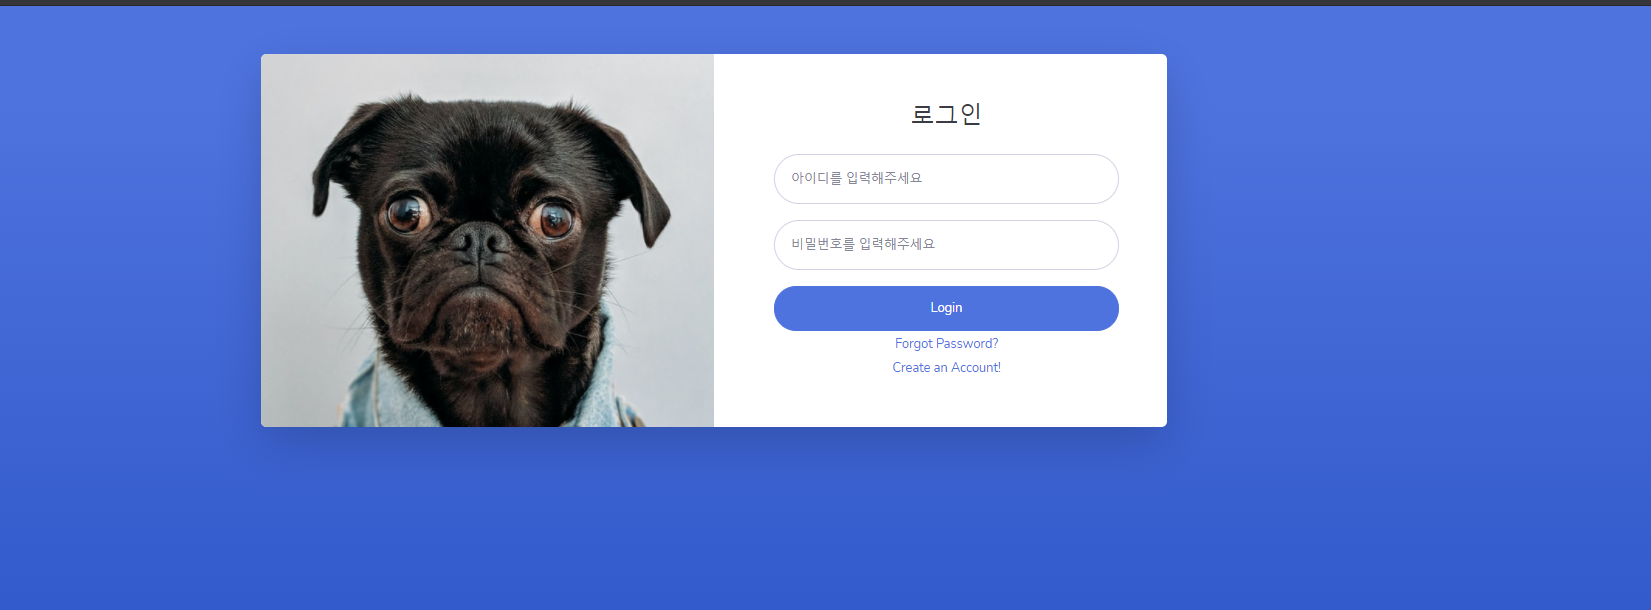 로그인
아이디를 입력해주세요
비밀번호를 입력해주세요
Login
Forgot Password?
Create an Account!